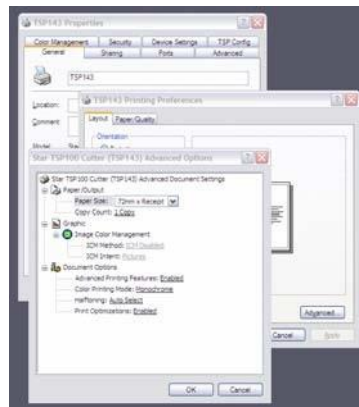 TSP143 Properties
Color Management Security Device Settings TSP Config
General Sharing Ports Advanced
TSP143
Location:
Comment:
Model: Star
TSP143 Printing Preferences
Layout Paper/Quality
Orientation
Advanced...
Cancel Apply
Star TSP100 Cutter (TSP143) Advanced Options
Star TSP100 Cutter (TSP143) Advanced Document Settings
Paper/Output
Paper Size: 72mm x Receipt
Copy Count: 1 Copy
Graphic
Image Color Management
ICM Method: ICM Disabled
ICM Intent: Pictures
Document Options
Advanced Printing Features: Enabled
Color Printing Mode: Monochrome
Halftoning: Auto Select
Print Optimizations: Enabled
OK Cancel